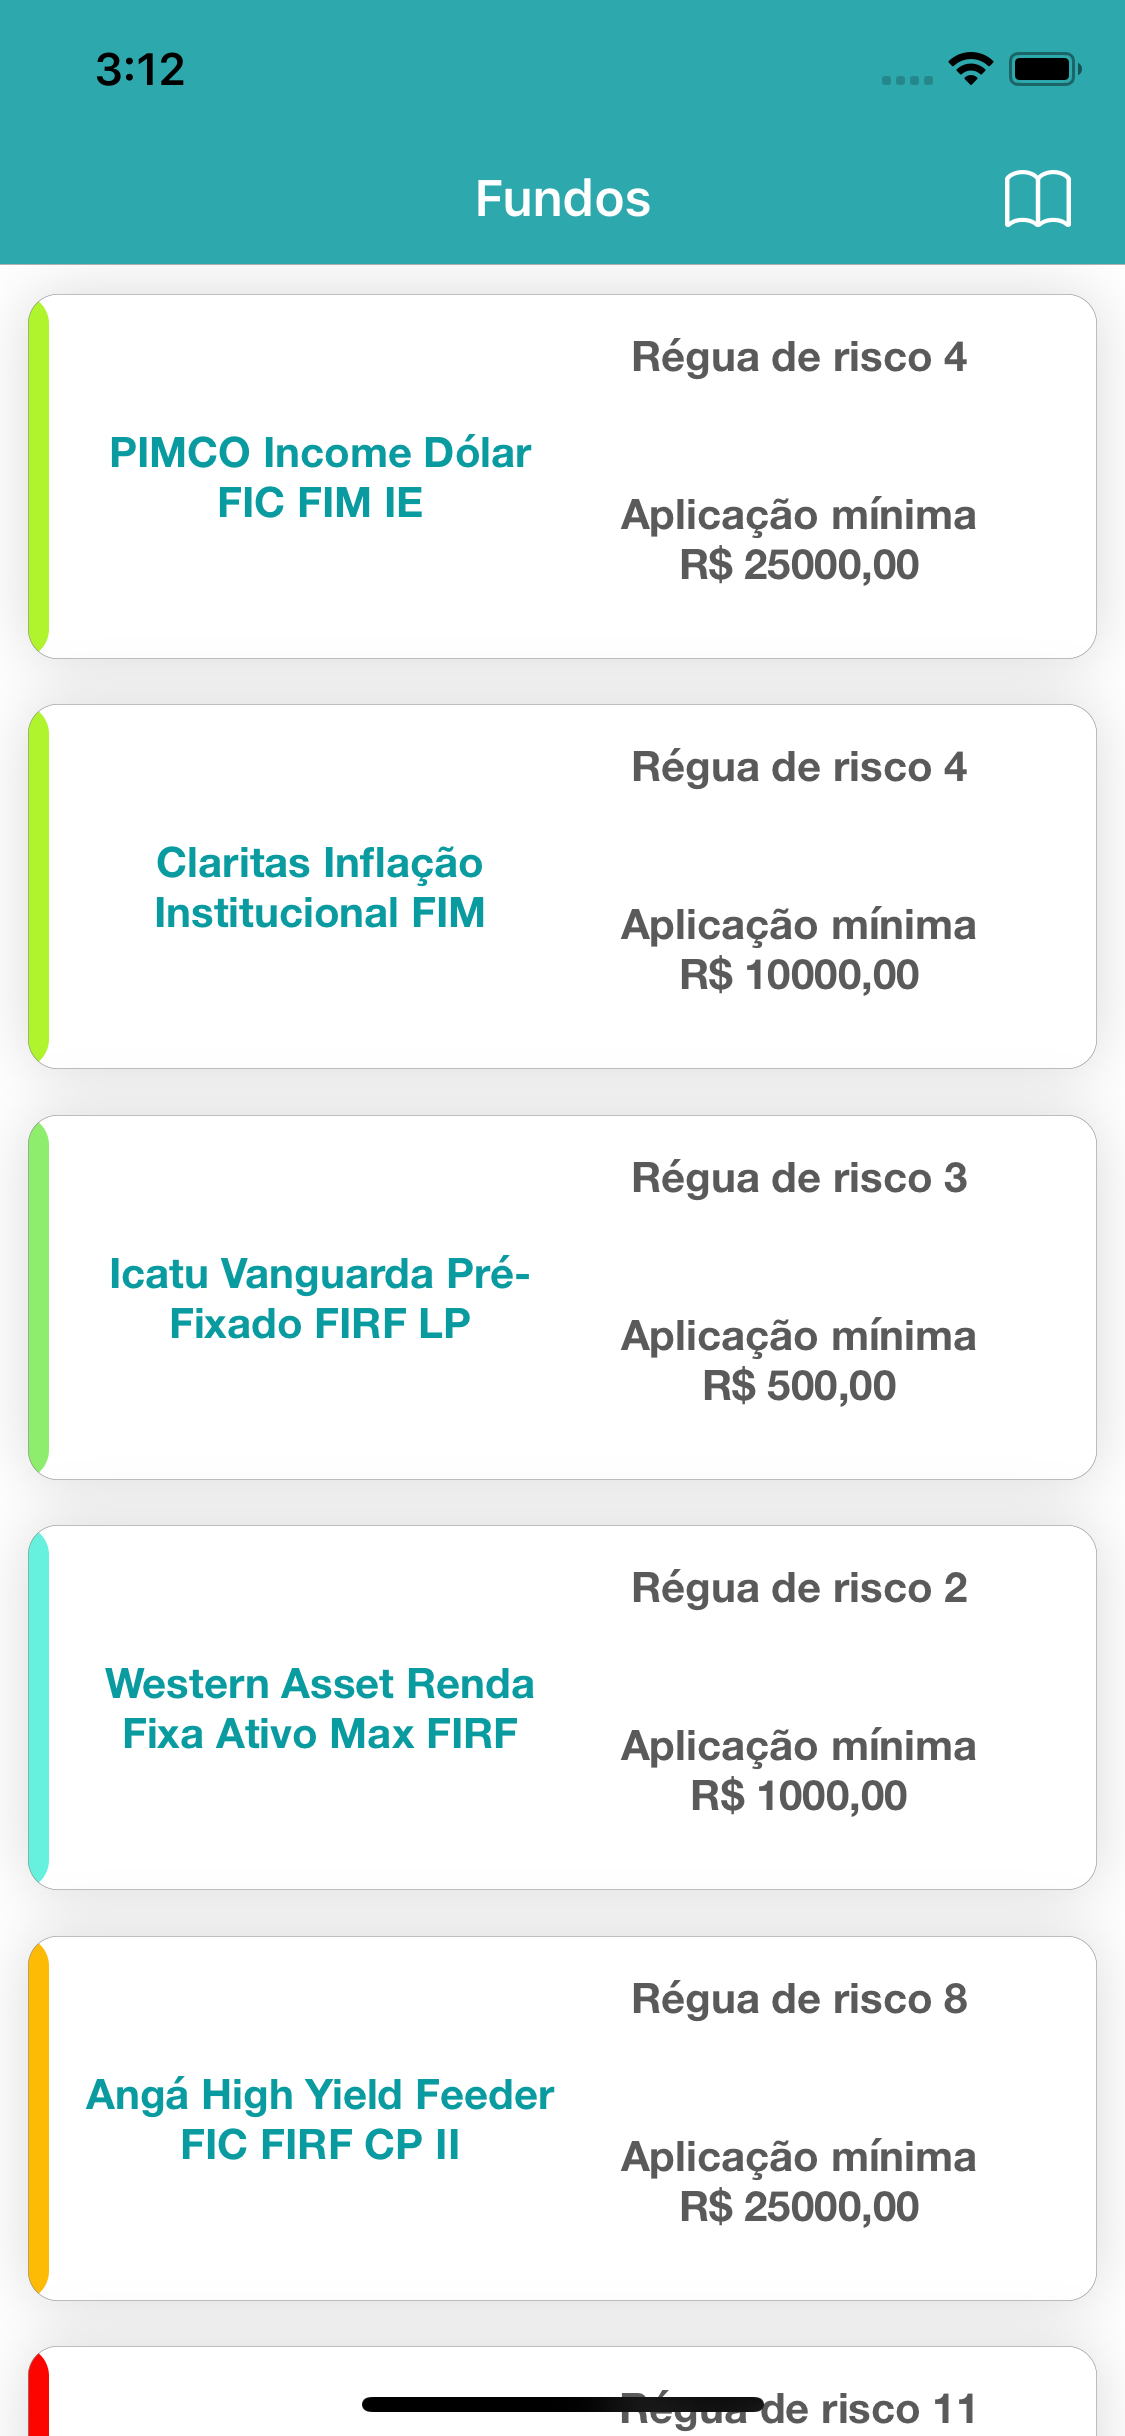 3:12
Fundos
Régua de risco 4
PIMCO Income Dólar
FIC FIM IE
Aplicação mínima
R$ 25000,00
Régua de risco 4
Claritas Inflação
Institucional FIM
Aplicação mínima
R$ 10000,00
Régua de risco 3
Icatu Vanguarda Pré-
Fixado FIRF LP
Aplicação mínima
R$ 500,00
Régua de risco 2
Western Asset Renda
Fixa Ativo Max FIRF
Aplicação mínima
R$ 1000,00
Régua de risco 8
Angá High Yield Feeder
FIC FIRF CP II
Aplicação mínima
R$ 25000,00
Régua de risco 11